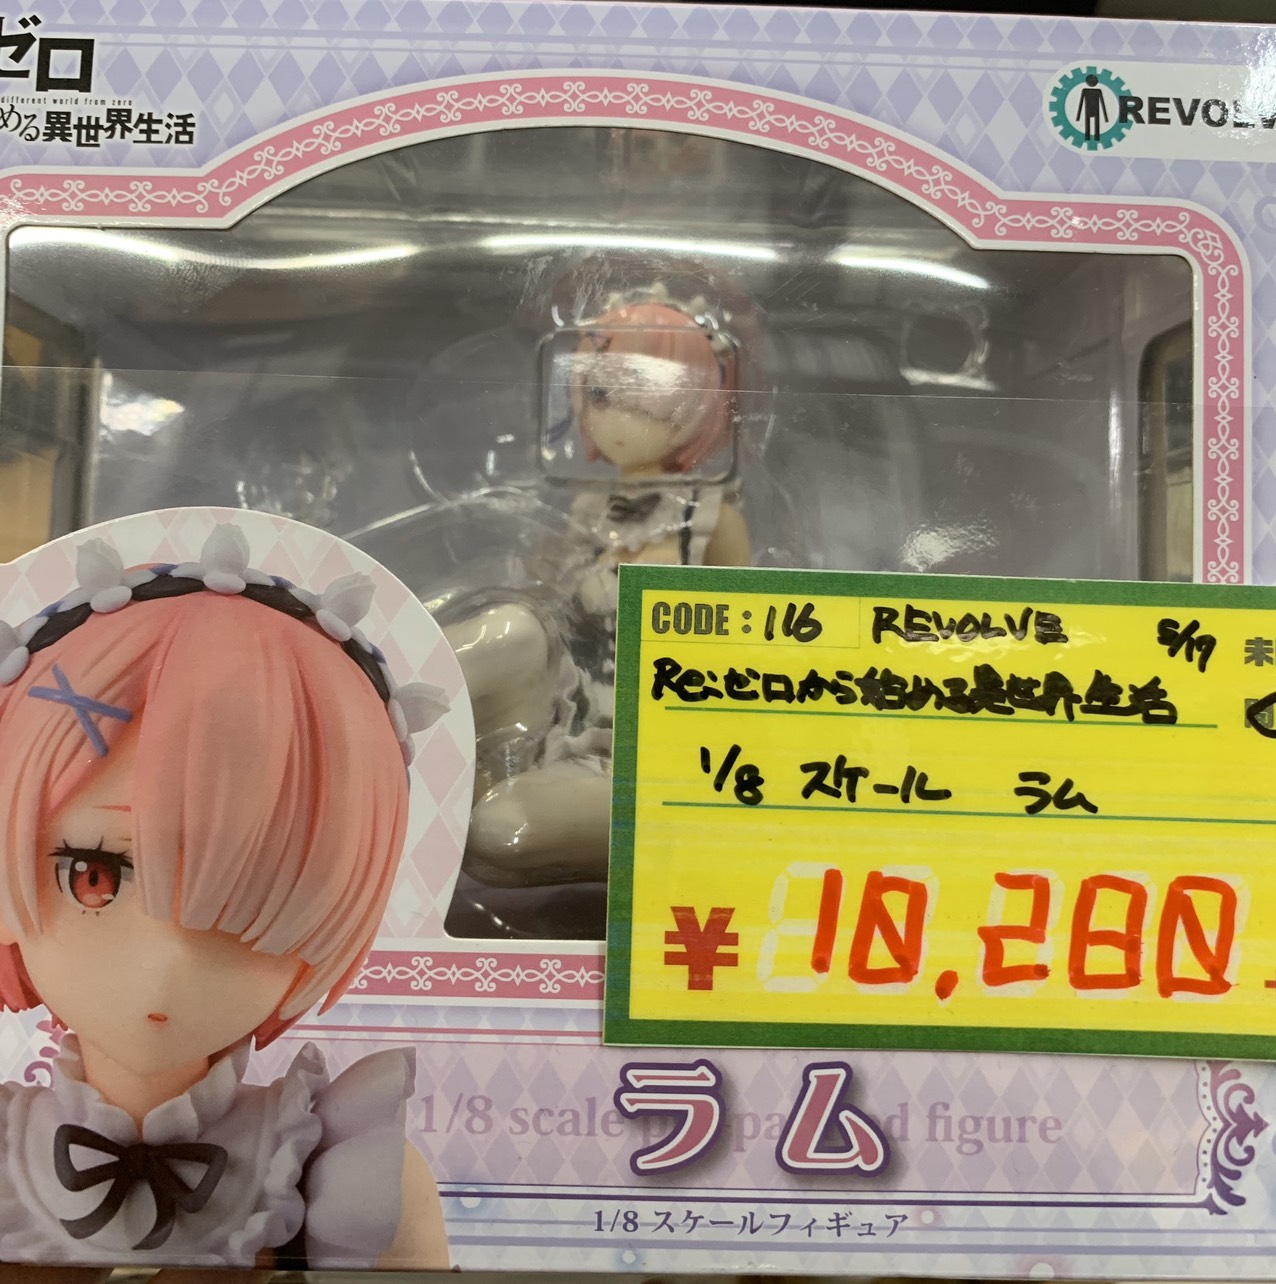 ゼロ
different world from zero
める異世界生活
REVOLV
CODE: 116 REVOLVE 5/17 未
Re:ゼロから始める異世界生活
1/8 スケール ラム
¥ 10,280
ラム
1/8 scale figure
1/8 スケールフィギュア